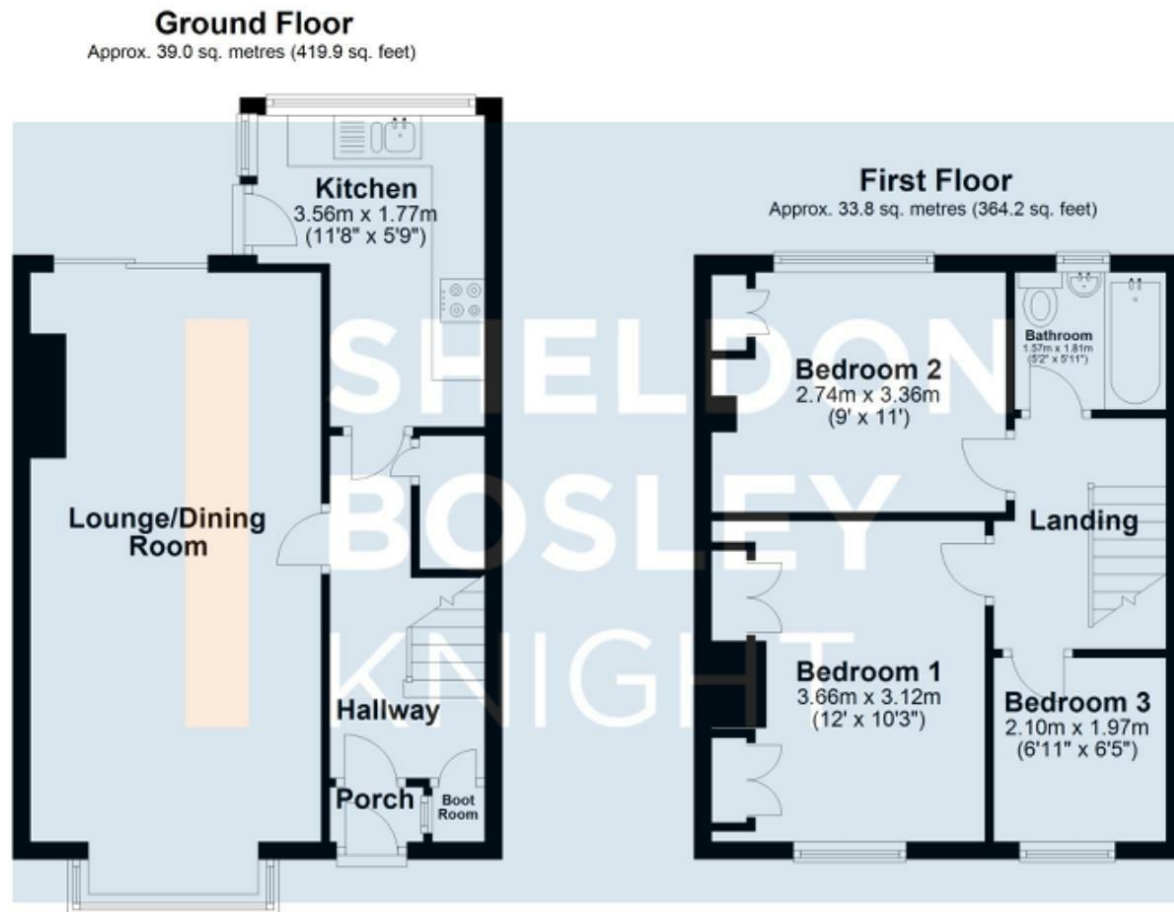 Ground Floor
Approx. 39.0 sq. metres (419.9 sq. feet)
Kitchen
3.56m x 1.77m
(11'8" x 5'9")
Lounge/Dining
Room
Hallway
Porch
Boot
Room
First Floor
Approx. 33.8 sq. metres (364.2 sq. feet)
Bathroom
1.57m x 1.81m
(5'2" x 5'11")
Bedroom 2
2.74m x 3.36m
(9' x 11')
Landing
Bedroom 1
3.66m x 3.12m
(12' x 10'3")
Bedroom 3
2.10m x 1.97m
(6'11" x 6'5")
SHELDON
BOSLEY
KNIGHT